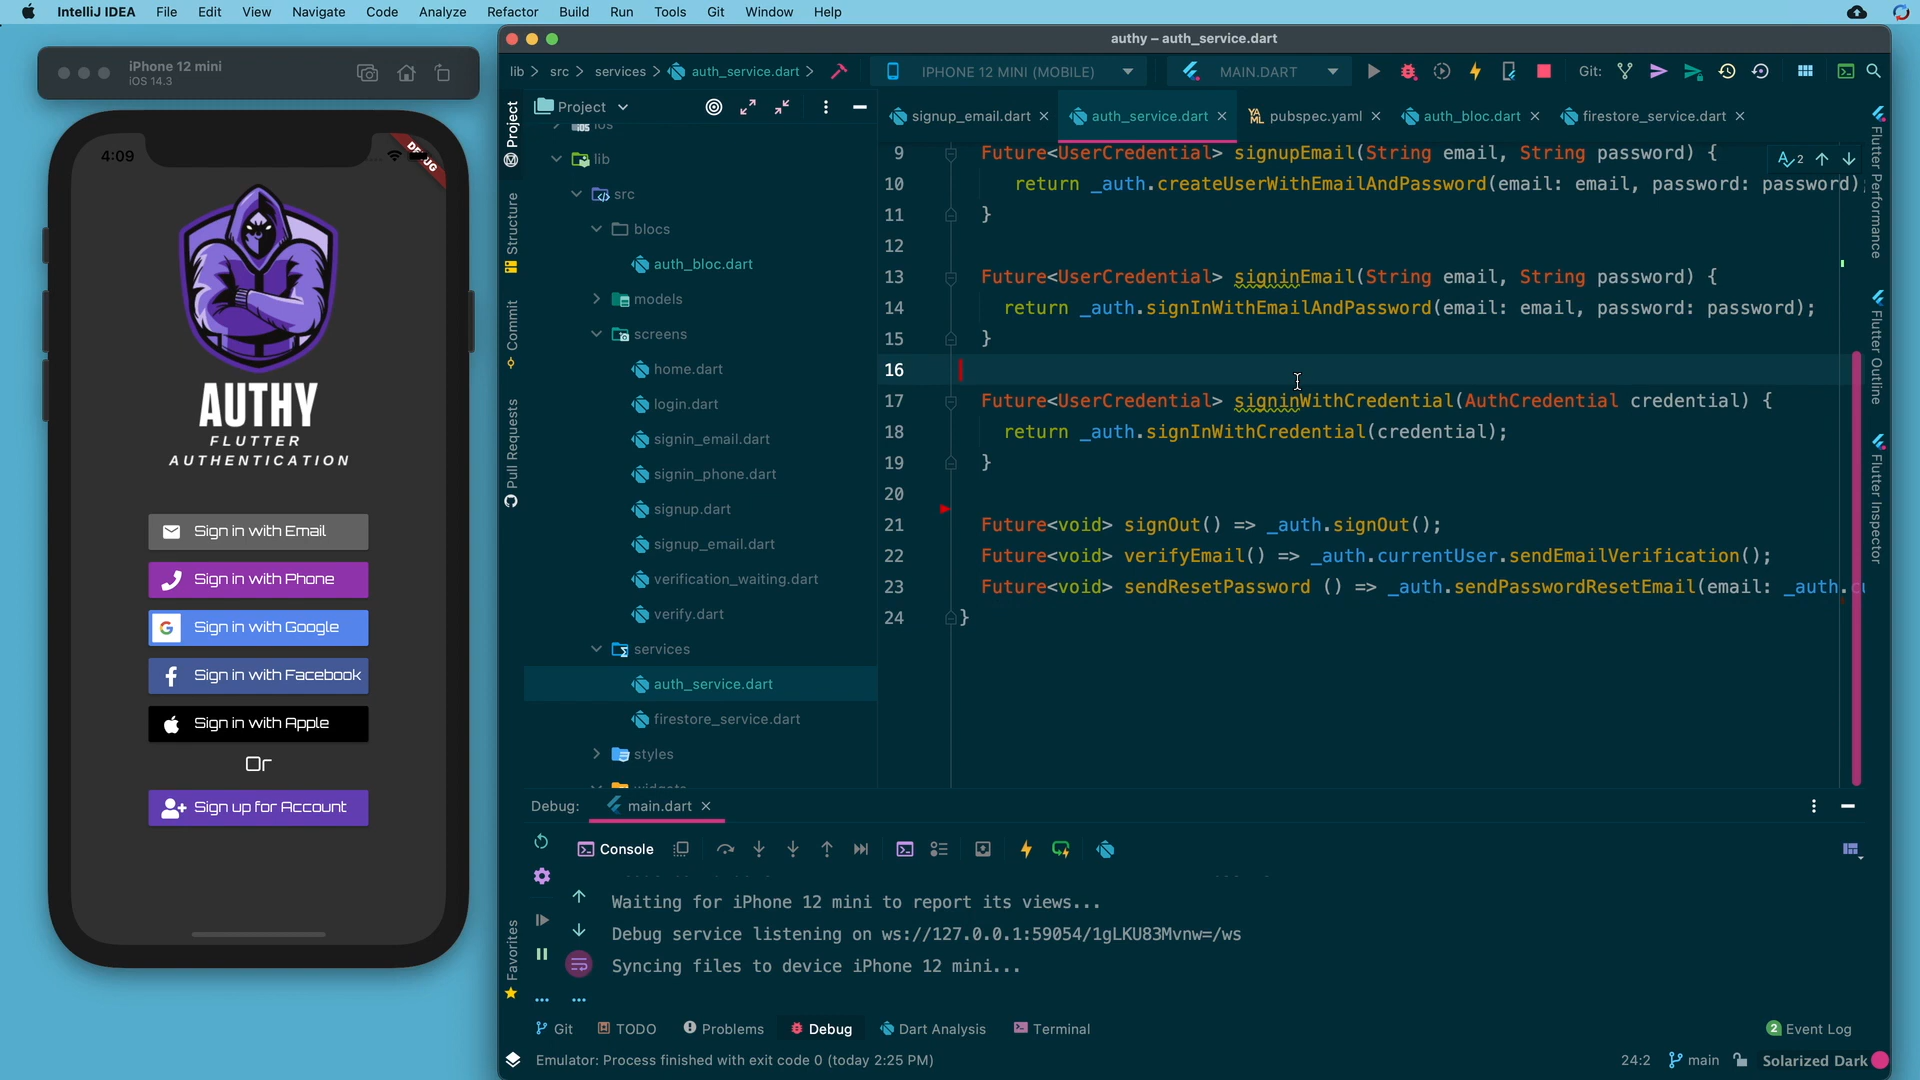 IntelliJ IDEA File Edit View Navigate Code Analyze Refactor Build Run Tools Git Window Help
authy – auth_service.dart
iPhone 12 mini
iOS 14.3
lib > src > services > auth_service.dart >
IPHONE 12 MINI (MOBILE)
MAIN.DART
Git:
Project
signup_email.dart
auth_service.dart
pubspec.yaml
auth_bloc.dart
firestore_service.dart
4:09
DEBUG
AUTHY
FLUTTER
AUTHENTICATION
Sign in with Email
Sign in with Phone
Sign in with Google
Sign in with Facebook
Sign in with Apple
Or
Sign up for Account
Project
Structure
Commit
Pull Requests
Favorites
ios
lib
src
blocs
auth_bloc.dart
models
screens
home.dart
login.dart
signin_email.dart
signin_phone.dart
signup.dart
signup_email.dart
verification_waiting.dart
verify.dart
services
auth_service.dart
firestore_service.dart
styles
widgets
2
9 Future<UserCredential> signupEmail(String email, String password) {
10 return _auth.createUserWithEmailAndPassword(email: email, password: password)
11 }
12
13 Future<UserCredential> signinEmail(String email, String password) {
14 return _auth.signInWithEmailAndPassword(email: email, password: password);
15 }
16
17 Future<UserCredential> signinWithCredential(AuthCredential credential) {
18 return _auth.signInWithCredential(credential);
19 }
20
21 Future<void> signOut() => _auth.signOut();
22 Future<void> verifyEmail() => _auth.currentUser.sendEmailVerification();
23 Future<void> sendResetPassword () => _auth.sendPasswordResetEmail(email: _auth.cu
24 }
Flutter Performance
Flutter Outline
Flutter Inspector
Debug: main.dart
Console
Waiting for iPhone 12 mini to report its views...
Debug service listening on ws://127.0.0.1:59054/1gLKU83Mvnw=/ws
Syncing files to device iPhone 12 mini...
Git TODO Problems Debug Dart Analysis Terminal
2 Event Log
Emulator: Process finished with exit code 0 (today 2:25 PM)
24:2 main Solarized Dark